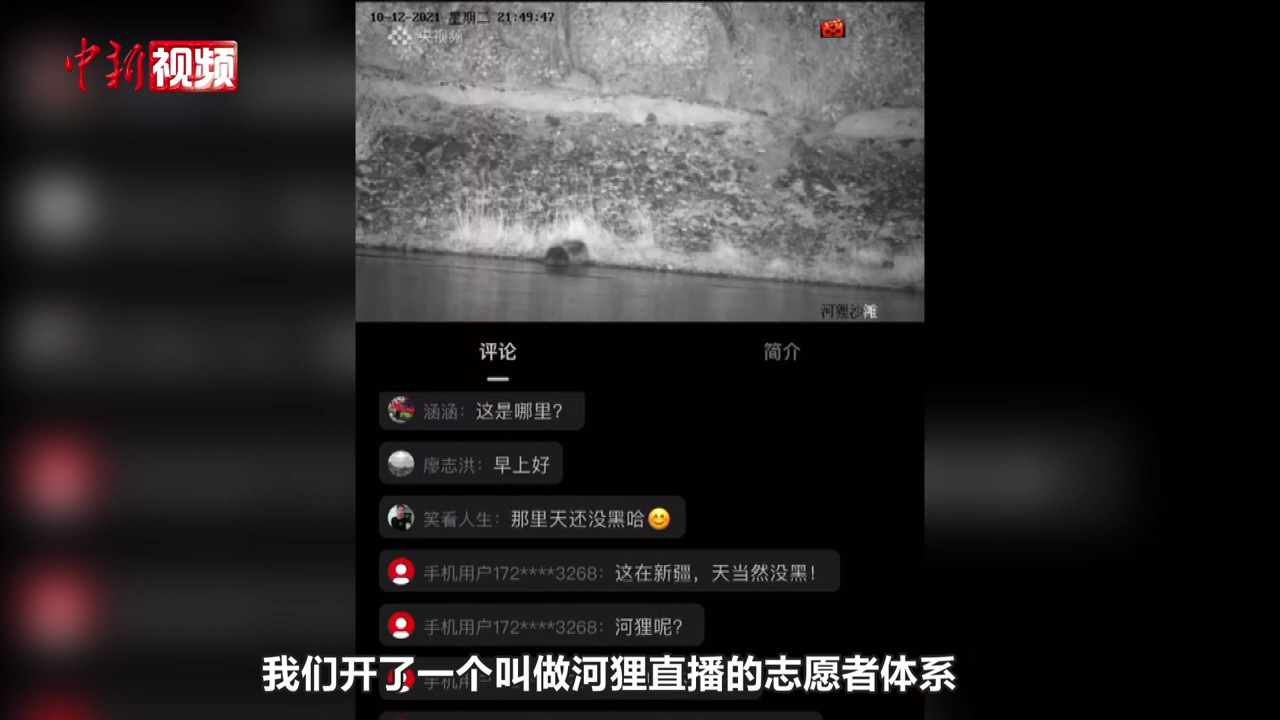 10-12-2021 星期二 21:49:47
央视频
中新视频
河狸沙滩
评论
简介
涵涵：这是哪里？
廖志洪：早上好
笑看人生：那里天还没黑哈😊
手机用户172****3268：这在新疆，天当然没黑！
手机用户172****3268：河狸呢？
我们开了一个叫做河狸直播的志愿者体系